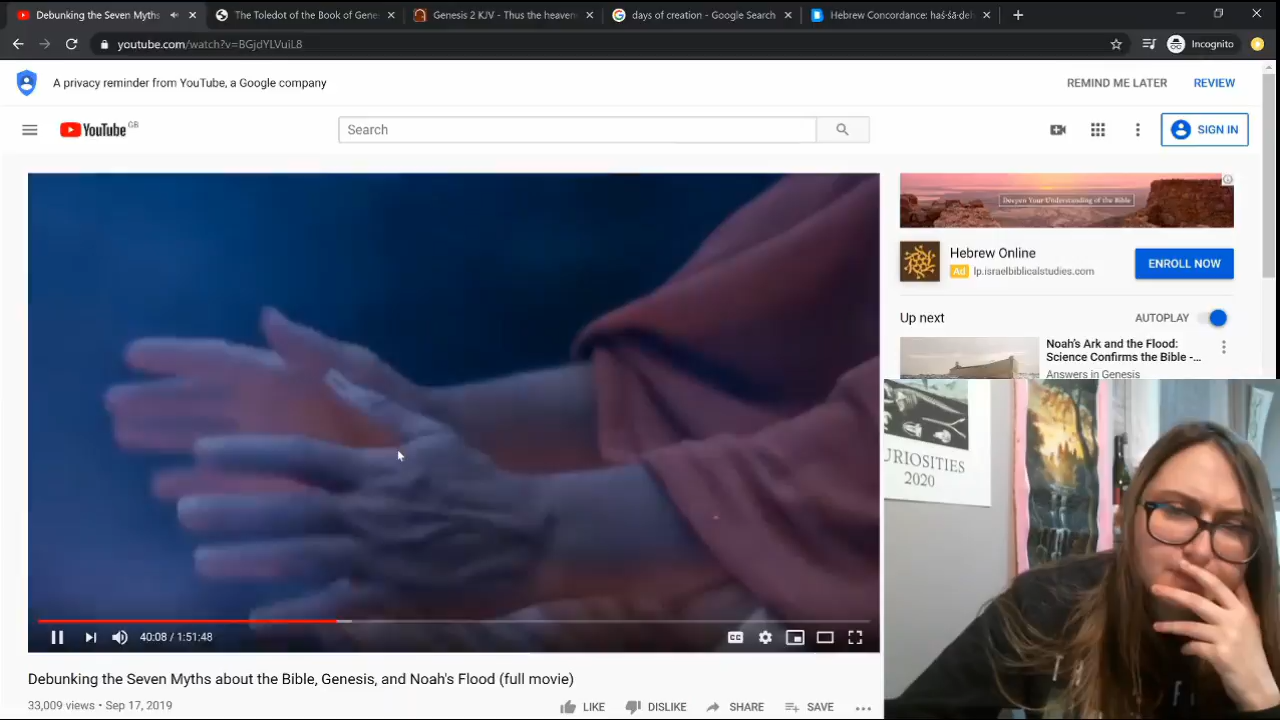 Debunking the Seven Myths
The Toledot of the Book of Gene
Genesis 2 KJV - Thus the heaven
days of creation - Google Search
Hebrew Concordance: haś·śā·ḏeh
youtube.com/watch?v=BGjdYLVuiL8
Incognito
A privacy reminder from YouTube, a Google company
REMIND ME LATER
REVIEW
YouTube GB
Search
SIGN IN
Deepen Your Understanding of the Bible
Hebrew Online
Ad lp.israelbiblicalstudies.com
ENROLL NOW
Up next
AUTOPLAY
Noah's Ark and the Flood:
Science Confirms the Bible -...
Answers in Genesis
URIOSITIES
2020
40:08 / 1:51:48
CC
Debunking the Seven Myths about the Bible, Genesis, and Noah's Flood (full movie)
33,009 views • Sep 17, 2019
LIKE
DISLIKE
SHARE
SAVE